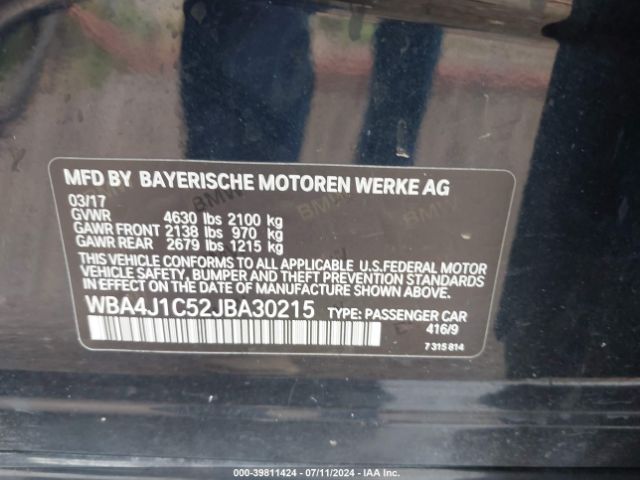 MFD BY BAYERISCHE MOTOREN WERKE AG
03/17
GVWR 4630 lbs 2100 kg
GAWR FRONT 2138 lbs 970 kg
GAWR REAR 2679 lbs 1215 kg
THIS VEHICLE CONFORMS TO ALL APPLICABLE U.S.FEDERAL MOTOR
VEHICLE SAFETY, BUMPER AND THEFT PREVENTION STANDARDS
IN EFFECT ON THE DATE OF MANUFACTURE SHOWN ABOVE.
WBA4J1C52JBA30215 TYPE: PASSENGER CAR
416/9
7 315 814
000-39811424 / 07/11/2024 - IAA Inc.